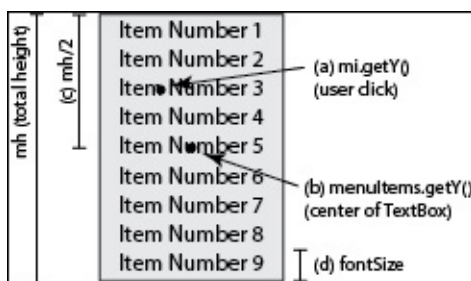 mh (total height)
(c) mh/2
Item Number 1
Item Number 2
Item Number 3
Item Number 4
Item Number 5
Item Number 6
Item Number 7
Item Number 8
Item Number 9
(a) mi.getY()
(user click)
(b) menuItems.getY()
(center of TextBox)
(d) fontSize